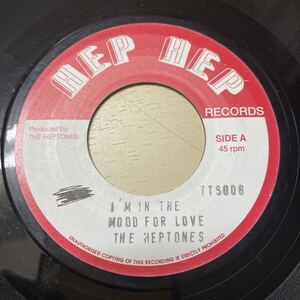 HEP HEP
RECORDS
Produced by:
THE HEPTONES
SIDE A
45 rpm
TTS006
I'M IN THE
MOOD FOR LOVE
THE HEPTONES
UNAUTHORISED COPYING OF THIS RECORDING IS STRICTLY PROHIBITED